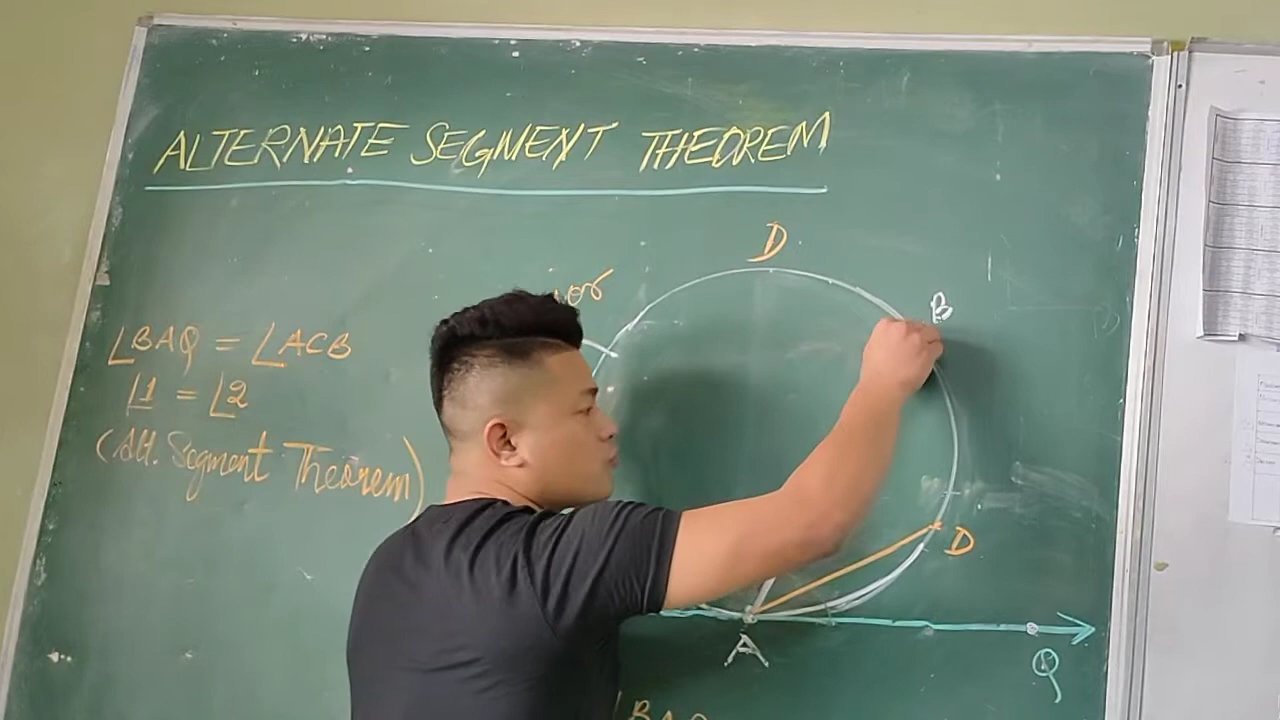 ALTERNATE SEGMENT THEOREM
D
B
∠BAQ = ∠ACB
∠1 = ∠2
(Alt. Segment Theorem)
D
A
Q